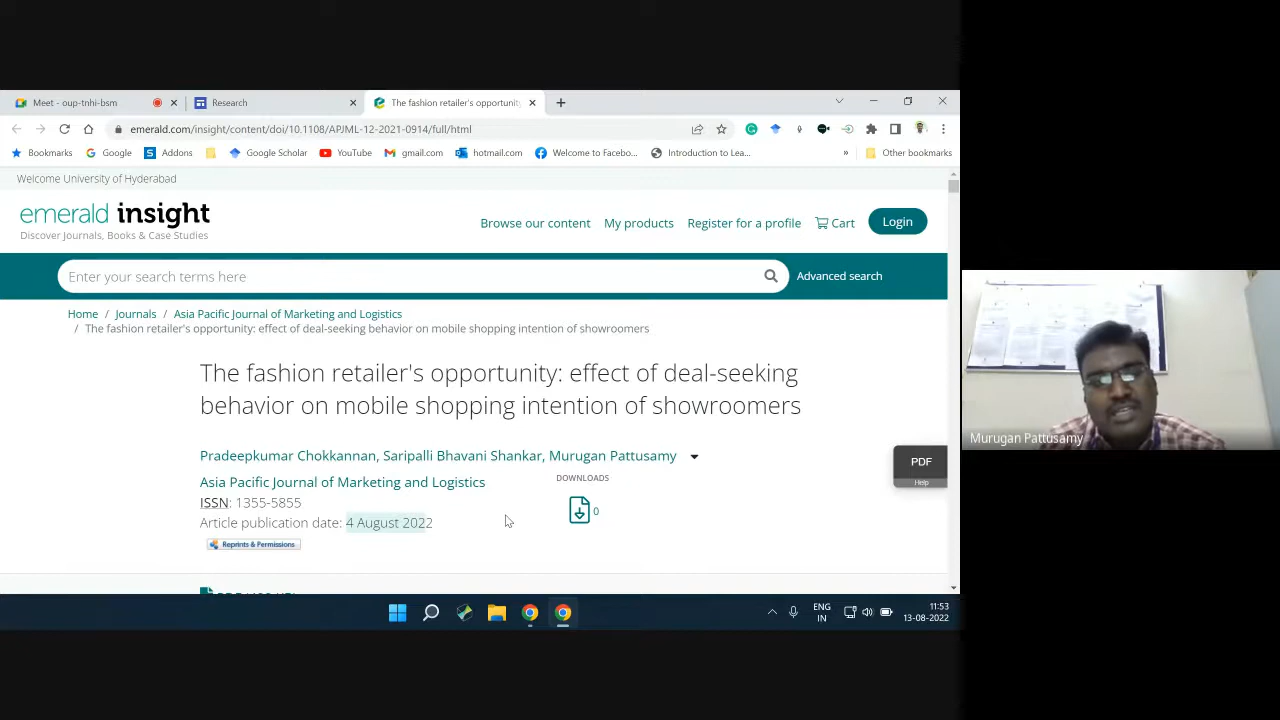 Meet - oup-tnhi-bsm
Research
The fashion retailer's opportunity
emerald.com/insight/content/doi/10.1108/APJML-12-2021-0914/full/html
Bookmarks Google Addons Google Scholar YouTube gmail.com hotmail.com Welcome to Facebo... Introduction to Lea... » Other bookmarks
Welcome University of Hyderabad
emerald insight
Discover Journals, Books & Case Studies
Browse our content My products Register for a profile Cart Login
Enter your search terms here
Advanced search
Home / Journals / Asia Pacific Journal of Marketing and Logistics
/ The fashion retailer's opportunity: effect of deal-seeking behavior on mobile shopping intention of showroomers
The fashion retailer's opportunity: effect of deal-seeking
behavior on mobile shopping intention of showroomers
Pradeepkumar Chokkannan, Saripalli Bhavani Shankar, Murugan Pattusamy
Asia Pacific Journal of Marketing and Logistics
ISSN: 1355-5855
Article publication date: 4 August 2022
Reprints & Permissions
DOWNLOADS
0
PDF
Help
Murugan Pattusamy
ENG
IN
11:53
13-08-2022